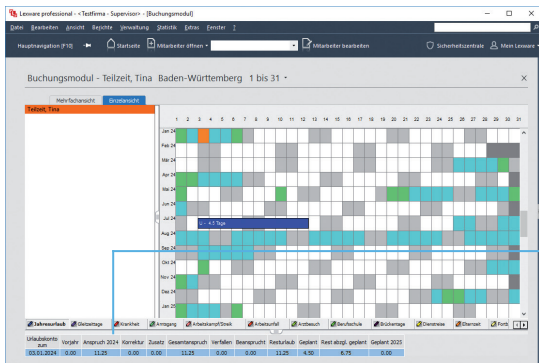 Lexware professional - <Testfirma - Supervisor> - [Buchungsmodul]
Datei Bearbeiten Ansicht Berichte Verwaltung Statistik Extras Fenster ?
Hauptnavigation [F10] Startseite Mitarbeiter öffnen Mitarbeiter bearbeiten Sicherheitszentrale Mein Lexware
Buchungsmodul - Teilzeit, Tina Baden-Württemberg 1 bis 31
Mehrfachansicht Einzelansicht
Teilzeit, Tina
1 2 3 4 5 6 7 8 9 10 11 12 13 14 15 16 17 18 19 20 21 22 23 24 25 26 27 28 29 30 31
Jan 24
Feb 24
Mär 24
Apr 24
Mai 24
Jun 24
Jul 24
U - 4.5 Tage
Aug 24
Sep 24
Okt 24
Nov 24
Dez 24
Jan 25
Jahresurlaub Gleitzeittage Krankheit Arztgang Arbeitskampf/Streik Arbeitsunfall Arztbesuch Berufsschule Brückentage Dienstreise Elternzeit Fortb
Urlaubskonto zum Vorjahr Anspruch 2024 Korrektur Zusatz Gesamtanspruch Verfallen Beansprucht Resturlaub Geplant Rest abzgl. geplant Geplant 2025
03.01.2024 0.00 11.25 0.00 0.00 11.25 0.00 0.00 11.25 4.50 6.75 0.00